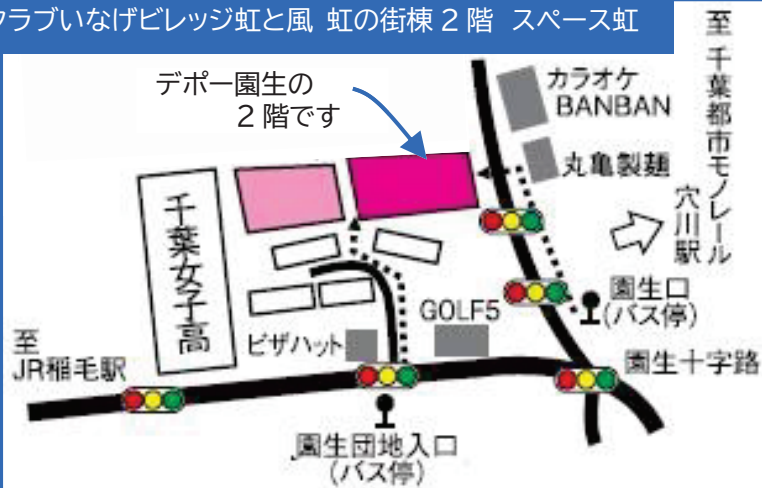 クラブいなげビレッジ虹と風 虹の街棟 2 階 スペース虹
デポー園生の
2 階です
カラオケ
BANBAN
丸亀製麺
至 千葉都市モノレール
穴川駅
千葉女子高
園生口
(バス停)
GOLF5
ピザハット
至
JR稲毛駅
園生十字路
園生団地入口
(バス停)